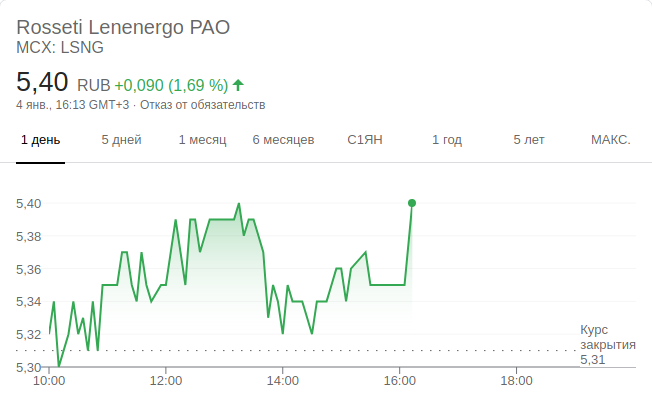 Rosseti Lenenergo PAO
MCX: LSNG
5,40 RUB +0,090 (1,69 %)
4 янв., 16:13 GMT+3 · Отказ от обязательств
1 день 5 дней 1 месяц 6 месяцев С1ЯН 1 год 5 лет МАКС.
5,40
5,38
5,36
5,34
5,32
5,30
Курс
закрытия
5,31
10:00 12:00 14:00 16:00 18:00